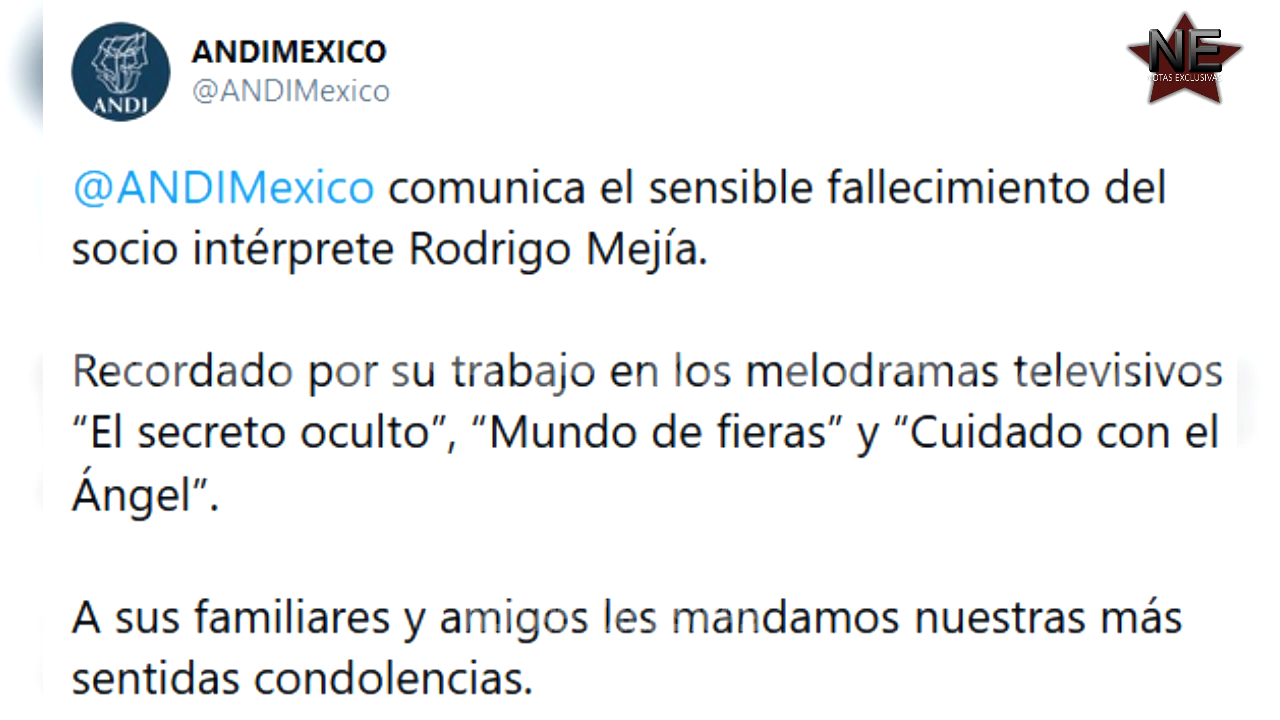 ANDI
ANDIMEXICO
@ANDIMexico
NE
NOTAS EXCLUSIVAS
@ANDIMexico comunica el sensible fallecimiento del
socio intérprete Rodrigo Mejía.
Recordado por su trabajo en los melodramas televisivos
“El secreto oculto”, “Mundo de fieras” y “Cuidado con el
Ángel”.
A sus familiares y amigos les mandamos nuestras más
sentidas condolencias.